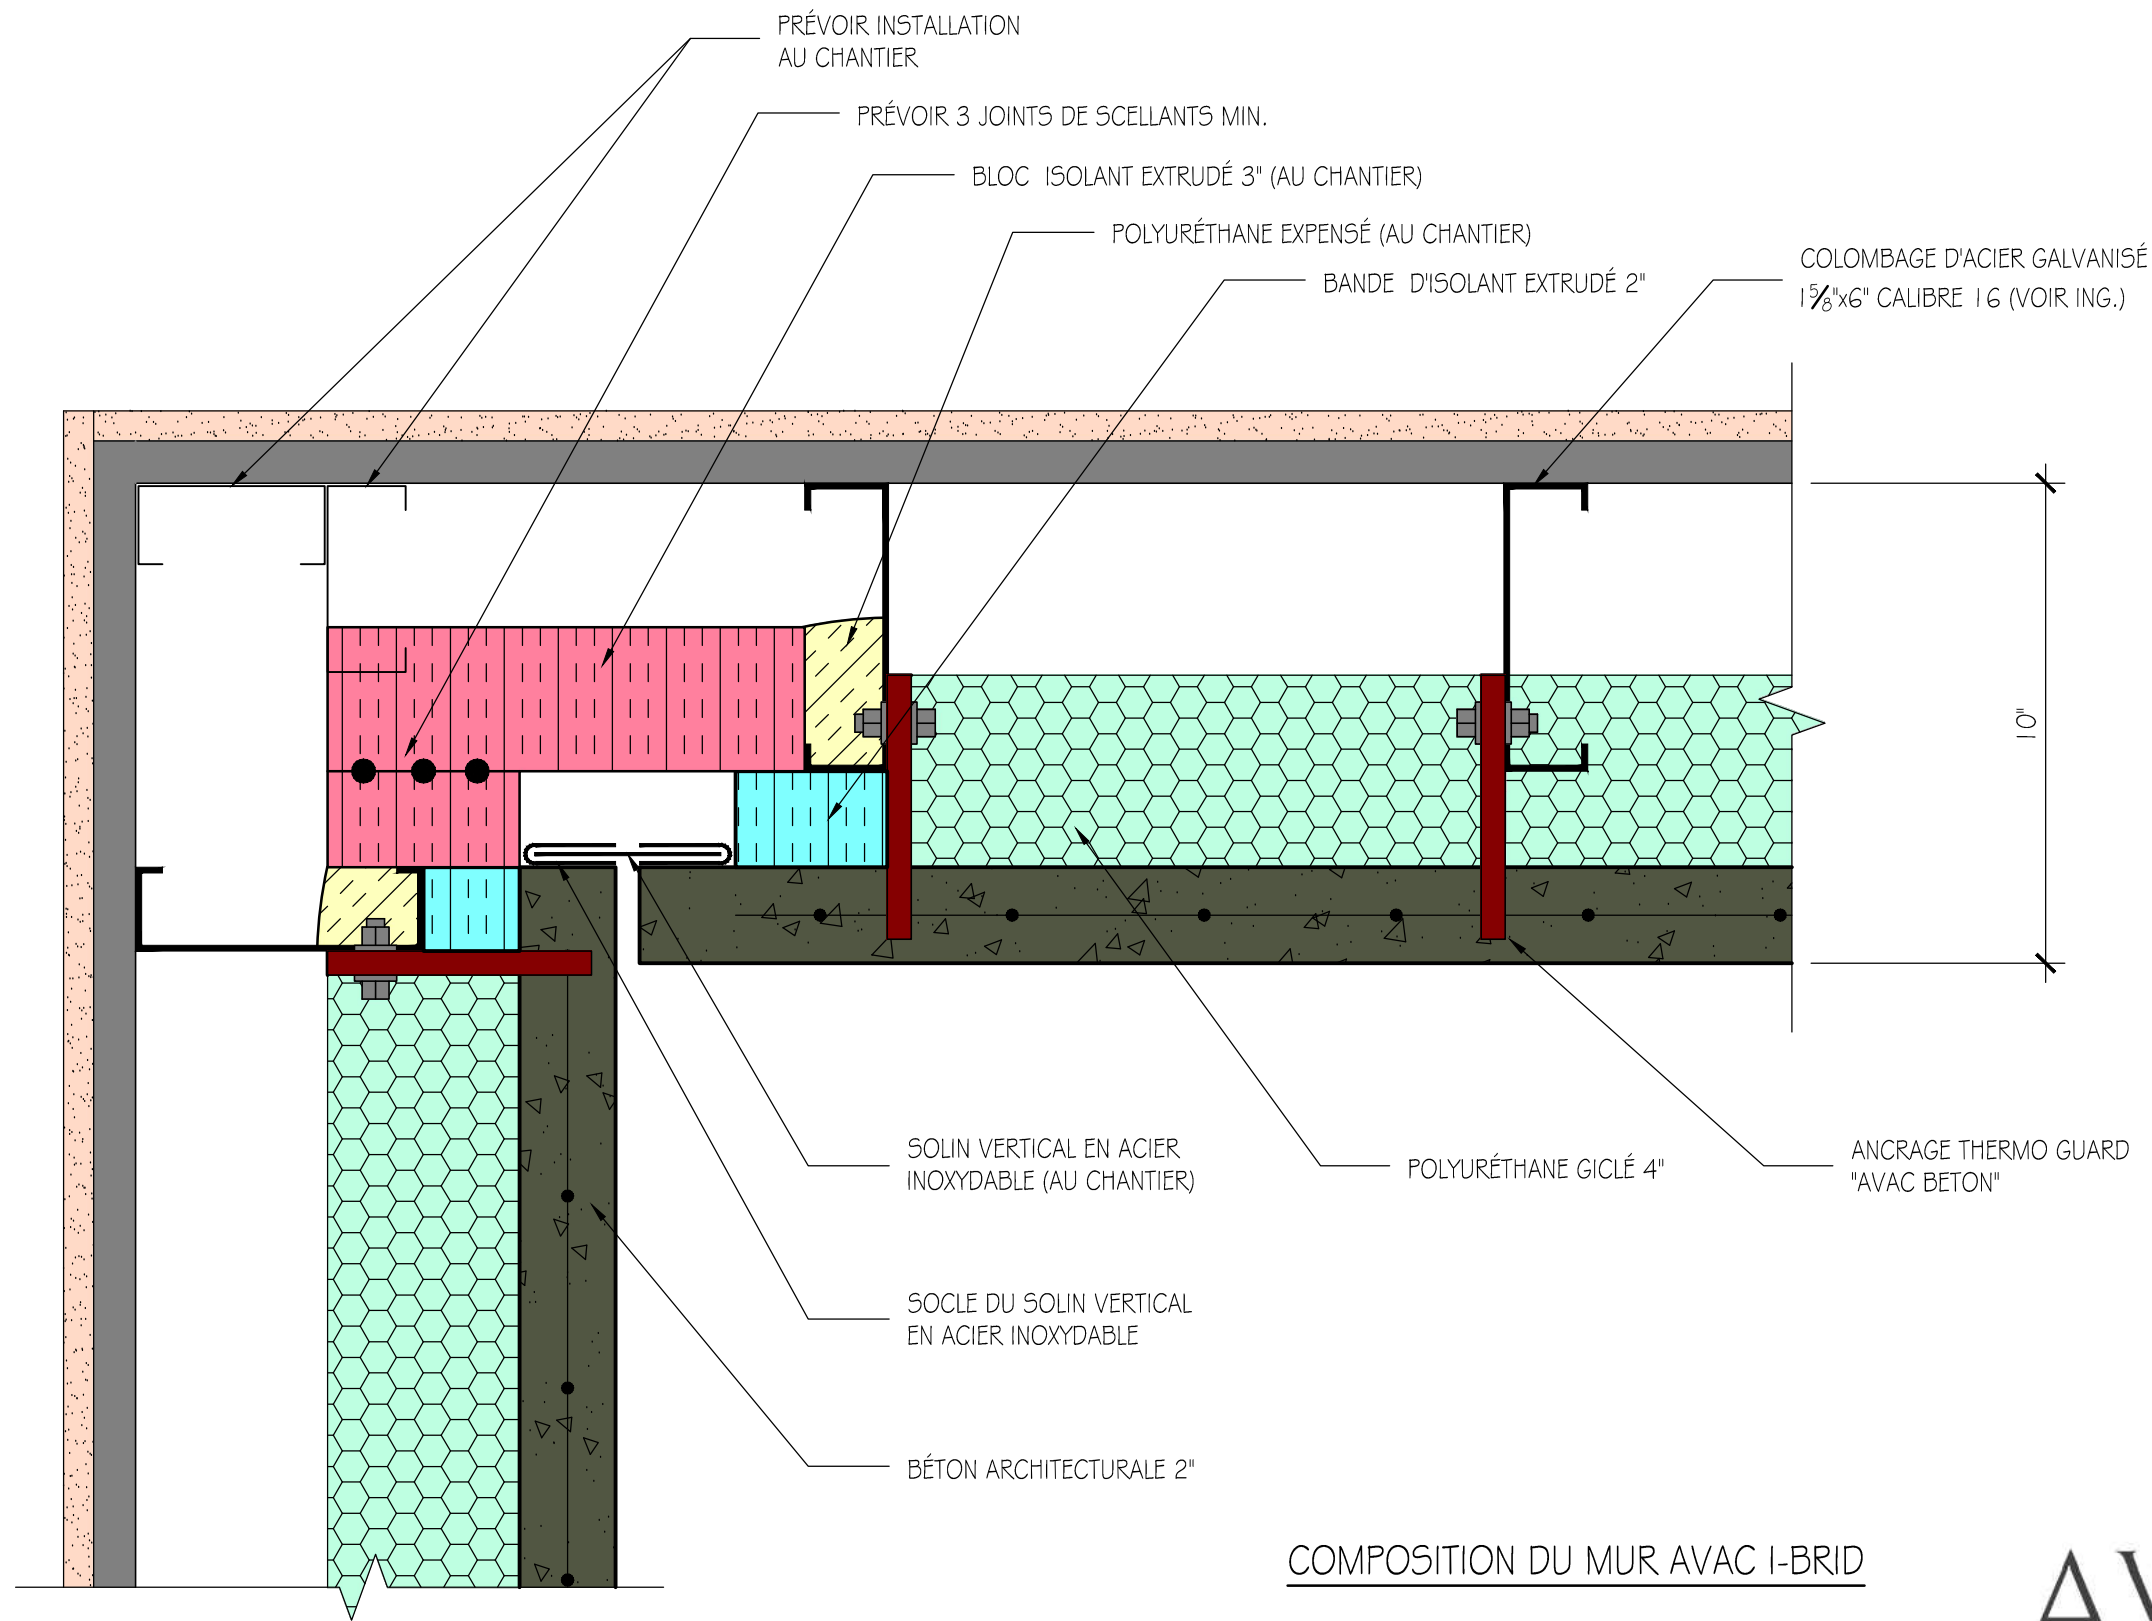 PRÉVOIR INSTALLATION
AU CHANTIER
PRÉVOIR 3 JOINTS DE SCELLANTS MIN.
BLOC ISOLANT EXTRUDÉ 3" (AU CHANTIER)
POLYURÉTHANE EXPENSÉ (AU CHANTIER)
BANDE D'ISOLANT EXTRUDÉ 2"
COLOMBAGE D'ACIER GALVANISÉ
1 5/8"x6" CALIBRE 16 (VOIR ING.)
10"
SOLIN VERTICAL EN ACIER
INOXYDABLE (AU CHANTIER)
POLYURÉTHANE GICLÉ 4"
ANCRAGE THERMO GUARD
"AVAC BETON"
SOCLE DU SOLIN VERTICAL
EN ACIER INOXYDABLE
BÉTON ARCHITECTURALE 2"
COMPOSITION DU MUR AVAC I-BRID